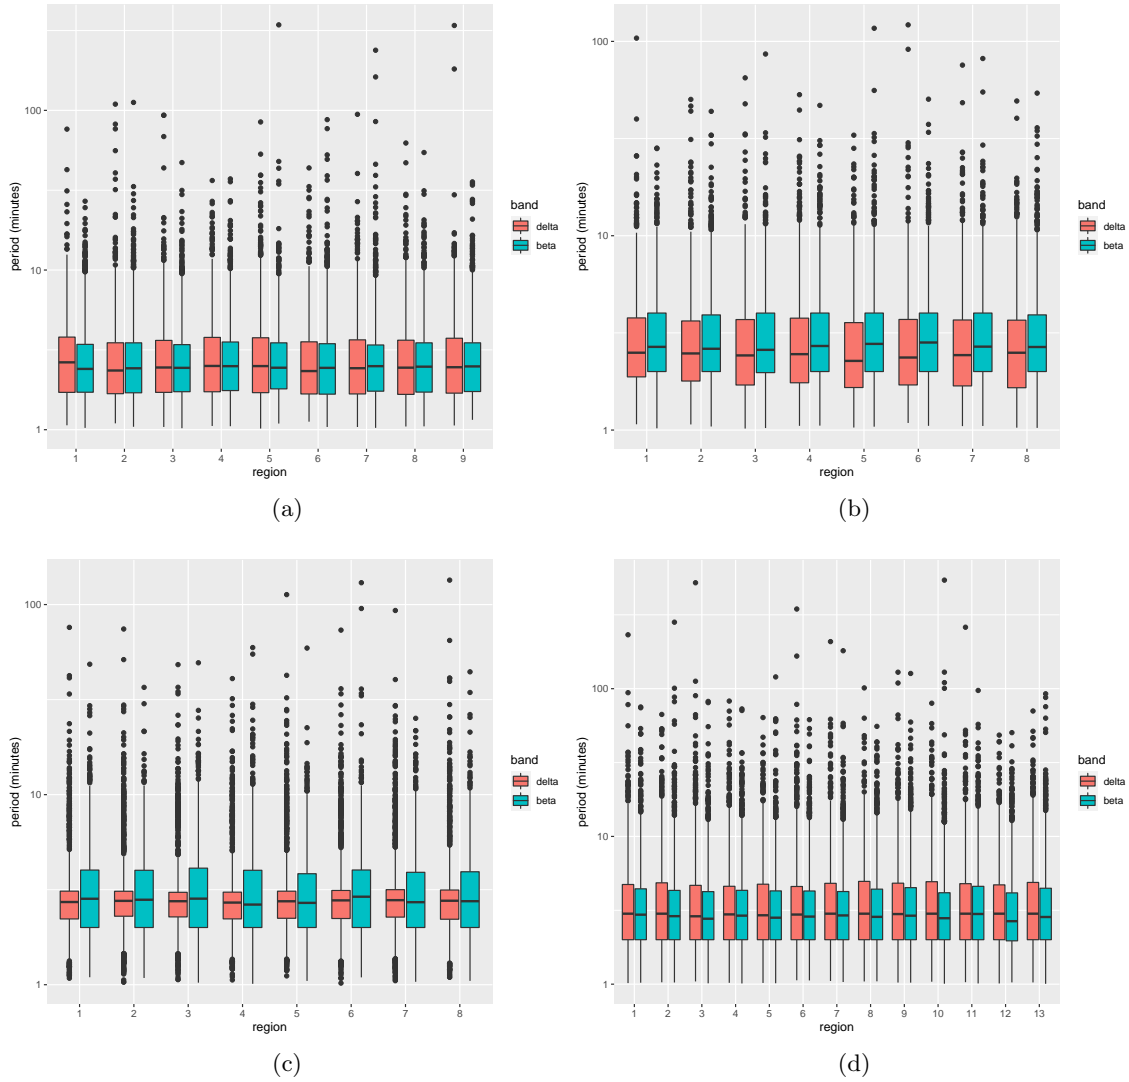 100
10
1
period (minutes)
1 2 3 4 5 6 7 8 9
region
band
delta
beta
(a)
100
10
1
period (minutes)
1 2 3 4 5 6 7 8
region
band
delta
beta
(b)
100
10
1
period (minutes)
1 2 3 4 5 6 7 8
region
band
delta
beta
(c)
100
10
1
period (minutes)
1 2 3 4 5 6 7 8 9 10 11 12 13
region
band
delta
beta
(d)